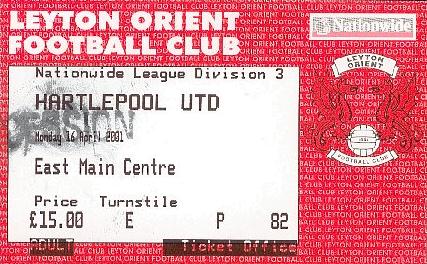 LEYTON ORIENT
FOOTBALL CLUB
Nationwide
Nationwide League Division 3
HARTLEPOOL UTD
Monday 16 April 2001
East Main Centre
Price Turnstile
£15.00 E P 82
ADULT
Ticket Office
LEYTON
ORIENT
FOOTBALL CLUB